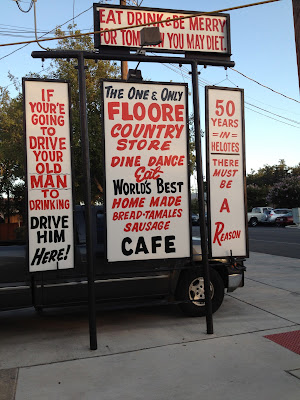 EAT DRINK & BE MERRY
FOR TOMORROW YOU MAY DIET
IF
YOU'RE
GOING
TO
DRIVE
YOUR
OLD
MAN
TO
DRINKING
DRIVE
HIM
HERE!
THE ONE & ONLY
FLOORE
COUNTRY
STORE
DINE DANCE
Eat
WORLD'S BEST
HOME MADE
BREAD-TAMALES
SAUSAGE
CAFE
50
YEARS
IN
HELOTES
THERE
MUST BE
A
REASON